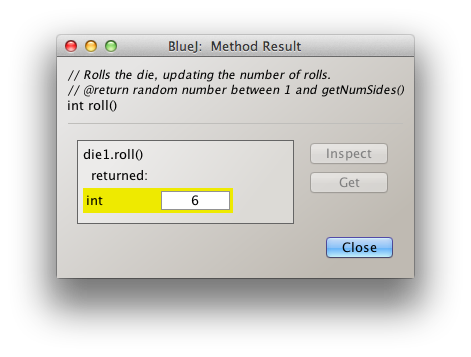 BlueJ: Method Result
// Rolls the die, updating the number of rolls.
// @return random number between 1 and getNumSides()
int roll()
die1.roll()
returned:
int 6
Inspect
Get
Close